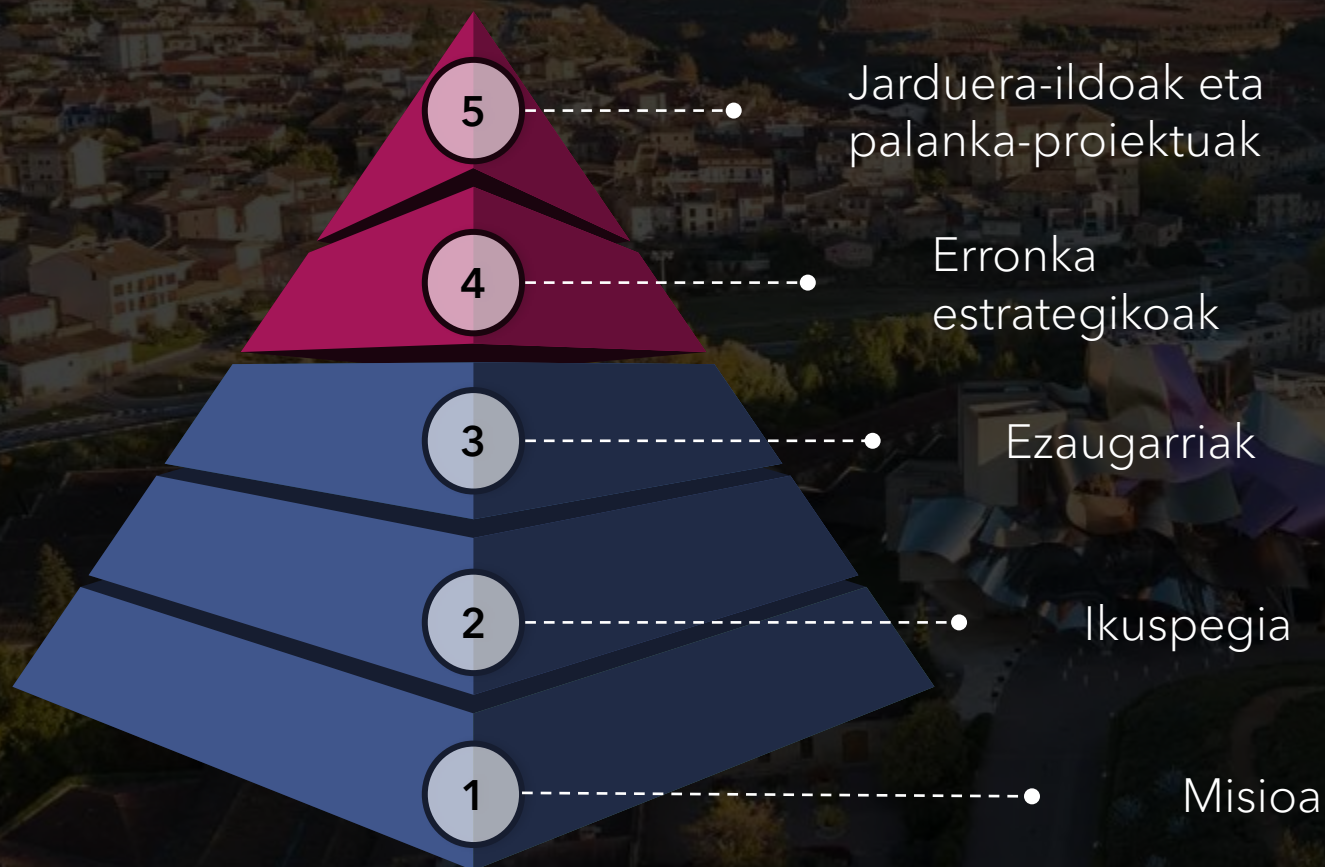 5
Jarduera-ildoak eta
palanka-proiektuak
4
Erronka
estrategikoak
3
Ezaugarriak
2
Ikuspegia
1
Misioa